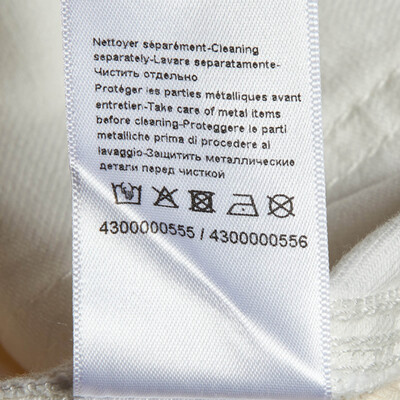 Nettoyer séparément-Cleaning
separately-Lavare separatamente-
Чистить отдельно
Protéger les parties métalliques avant
entretier-Take care of metal items
before cleaning-Proteggere le parti
metalliche prima di procedere al
lavaggio-Защитить металлические
детали перед чисткой
4300000555 / 4300000556